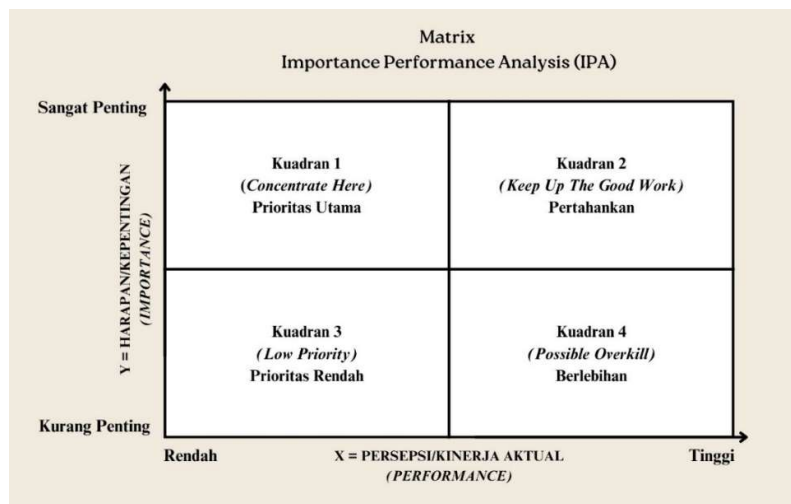 Matrix
Importance Performance Analysis (IPA)
Sangat Penting
Y = HARAPAN/KEPENTINGAN
(IMPORTANCE)
Kuadran 1
(Concentrate Here)
Prioritas Utama
Kuadran 2
(Keep Up The Good Work)
Pertahankan
Kuadran 3
(Low Priority)
Prioritas Rendah
Kuadran 4
(Possible Overkill)
Berlebihan
Kurang Penting
Rendah
X = PERSEPSI/KINERJA AKTUAL
(PERFORMANCE)
Tinggi